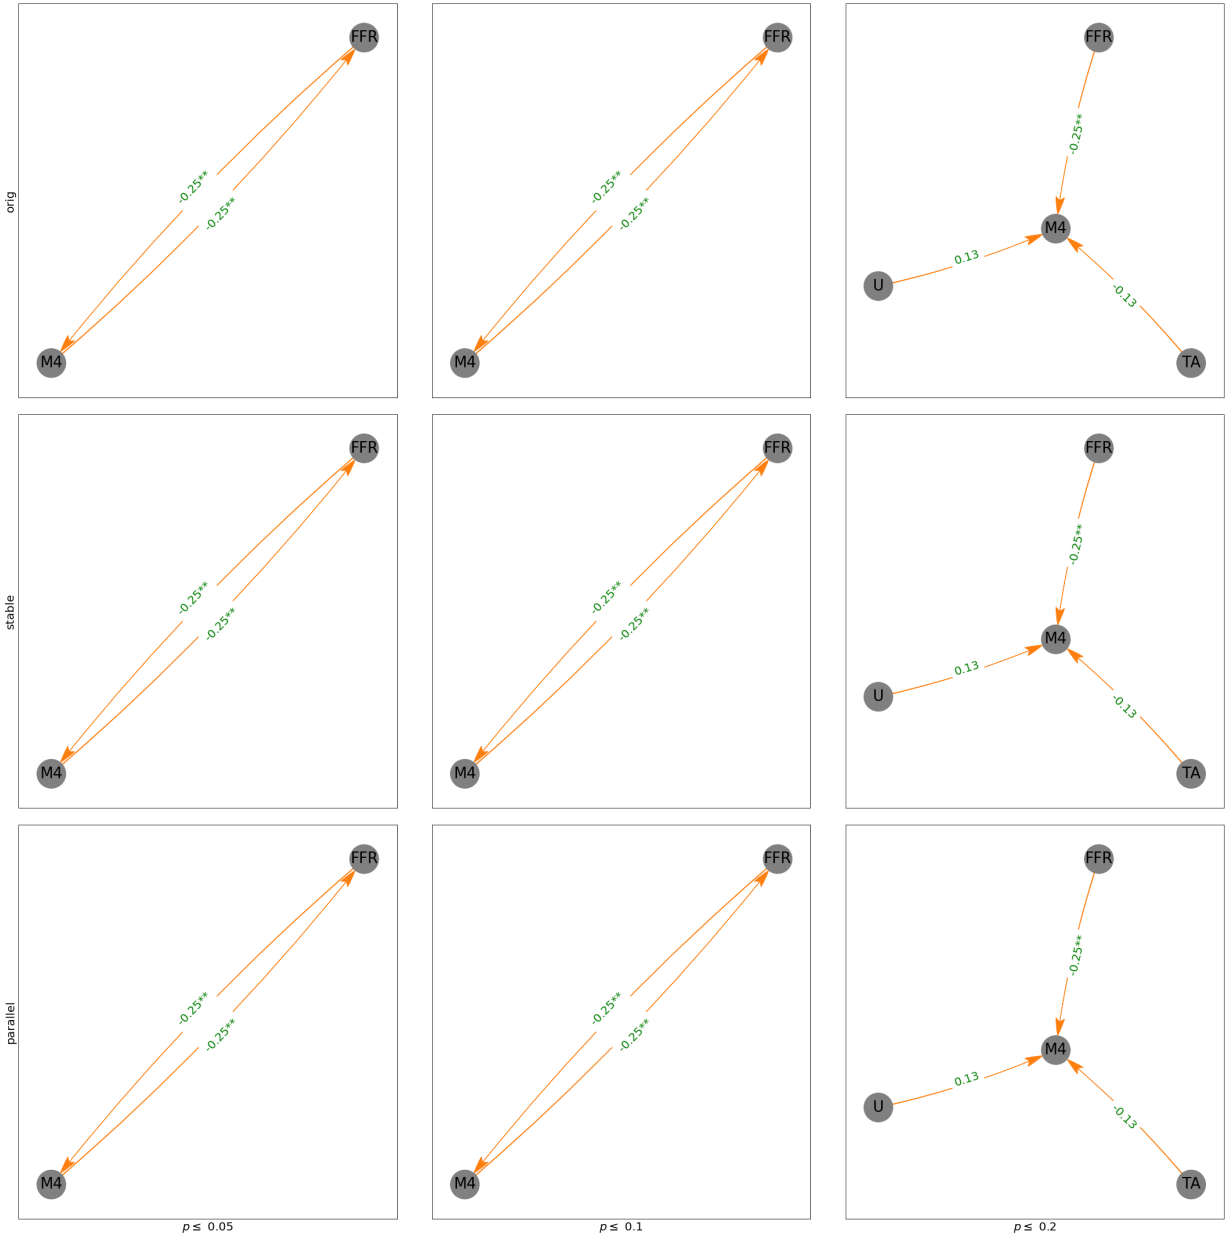 FFR
FFR
FFR
-0.25**
-0.25**
-0.25**
orig
-0.25**
-0.25**
M4
0.13
U
-0.13
M4
M4
TA
FFR
FFR
FFR
-0.25**
-0.25**
-0.25**
stable
-0.25**
-0.25**
M4
0.13
U
-0.13
M4
M4
TA
FFR
FFR
FFR
-0.25**
-0.25**
-0.25**
parallel
-0.25**
-0.25**
M4
0.13
U
-0.13
M4
M4
TA
p ≤ 0.05
p ≤ 0.1
p ≤ 0.2